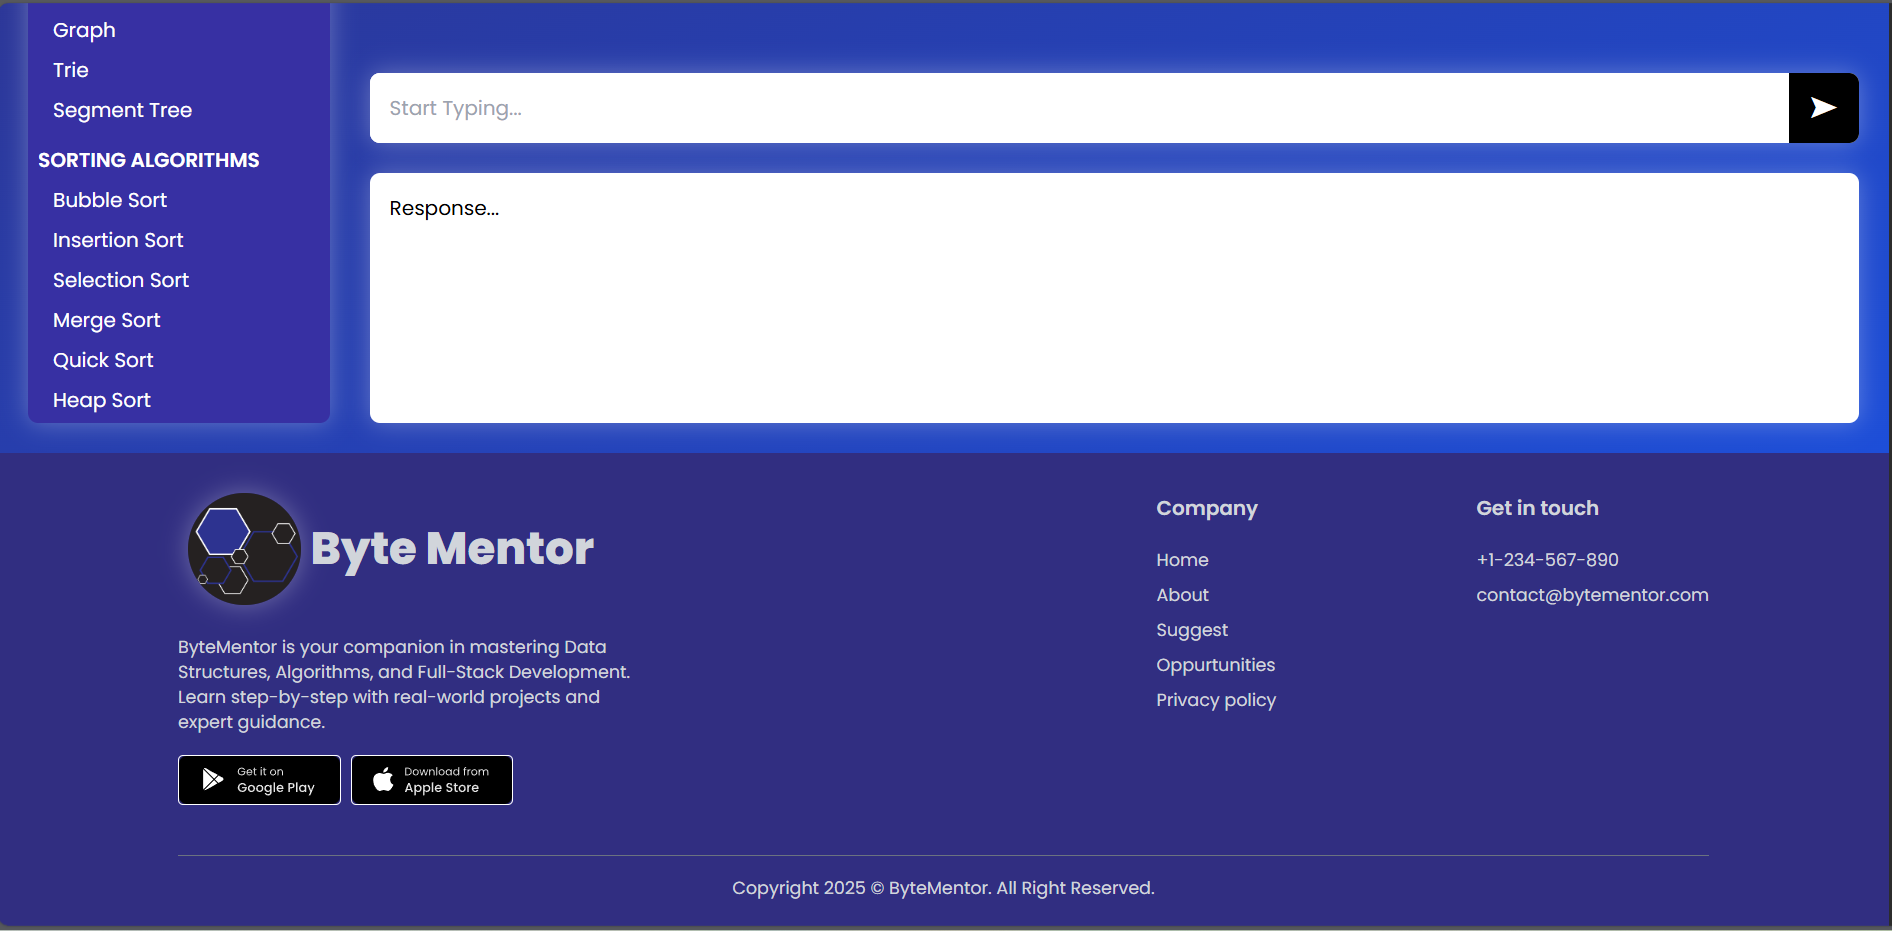 Graph
Trie
Segment Tree
SORTING ALGORITHMS
Bubble Sort
Insertion Sort
Selection Sort
Merge Sort
Quick Sort
Heap Sort
Start Typing...
Response...
Byte Mentor
ByteMentor is your companion in mastering Data
Structures, Algorithms, and Full-Stack Development.
Learn step-by-step with real-world projects and
expert guidance.
Get it on
Google Play
Download from
Apple Store
Company
Home
About
Suggest
Oppurtunities
Privacy policy
Get in touch
+1-234-567-890
contact@bytementor.com
Copyright 2025 © ByteMentor. All Right Reserved.